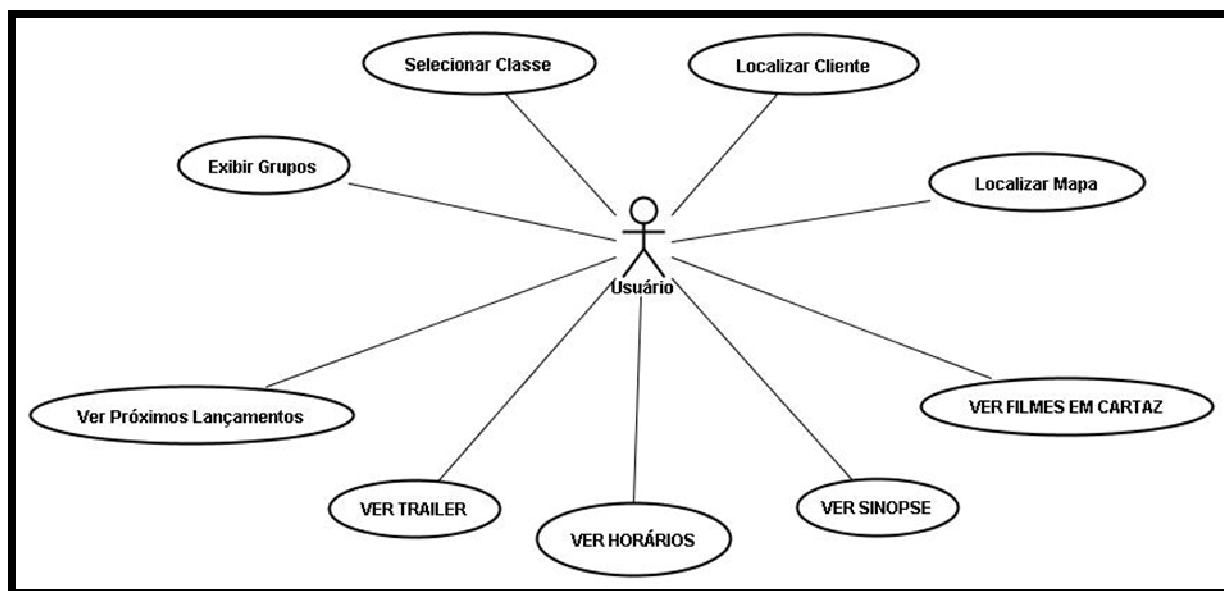 Selecionar Classe
Localizar Cliente
Exibir Grupos
Localizar Mapa
Usuário
Ver Próximos Lançamentos
VER FILMES EM CARTAZ
VER TRAILER
VER HORÁRIOS
VER SINOPSE